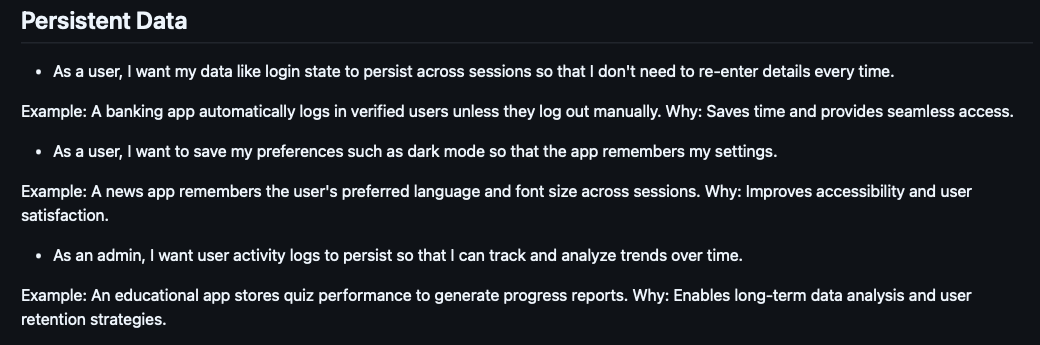 Persistent Data
• As a user, I want my data like login state to persist across sessions so that I don't need to re-enter details every time.
Example: A banking app automatically logs in verified users unless they log out manually. Why: Saves time and provides seamless access.
• As a user, I want to save my preferences such as dark mode so that the app remembers my settings.
Example: A news app remembers the user's preferred language and font size across sessions. Why: Improves accessibility and user
satisfaction.
• As an admin, I want user activity logs to persist so that I can track and analyze trends over time.
Example: An educational app stores quiz performance to generate progress reports. Why: Enables long-term data analysis and user
retention strategies.